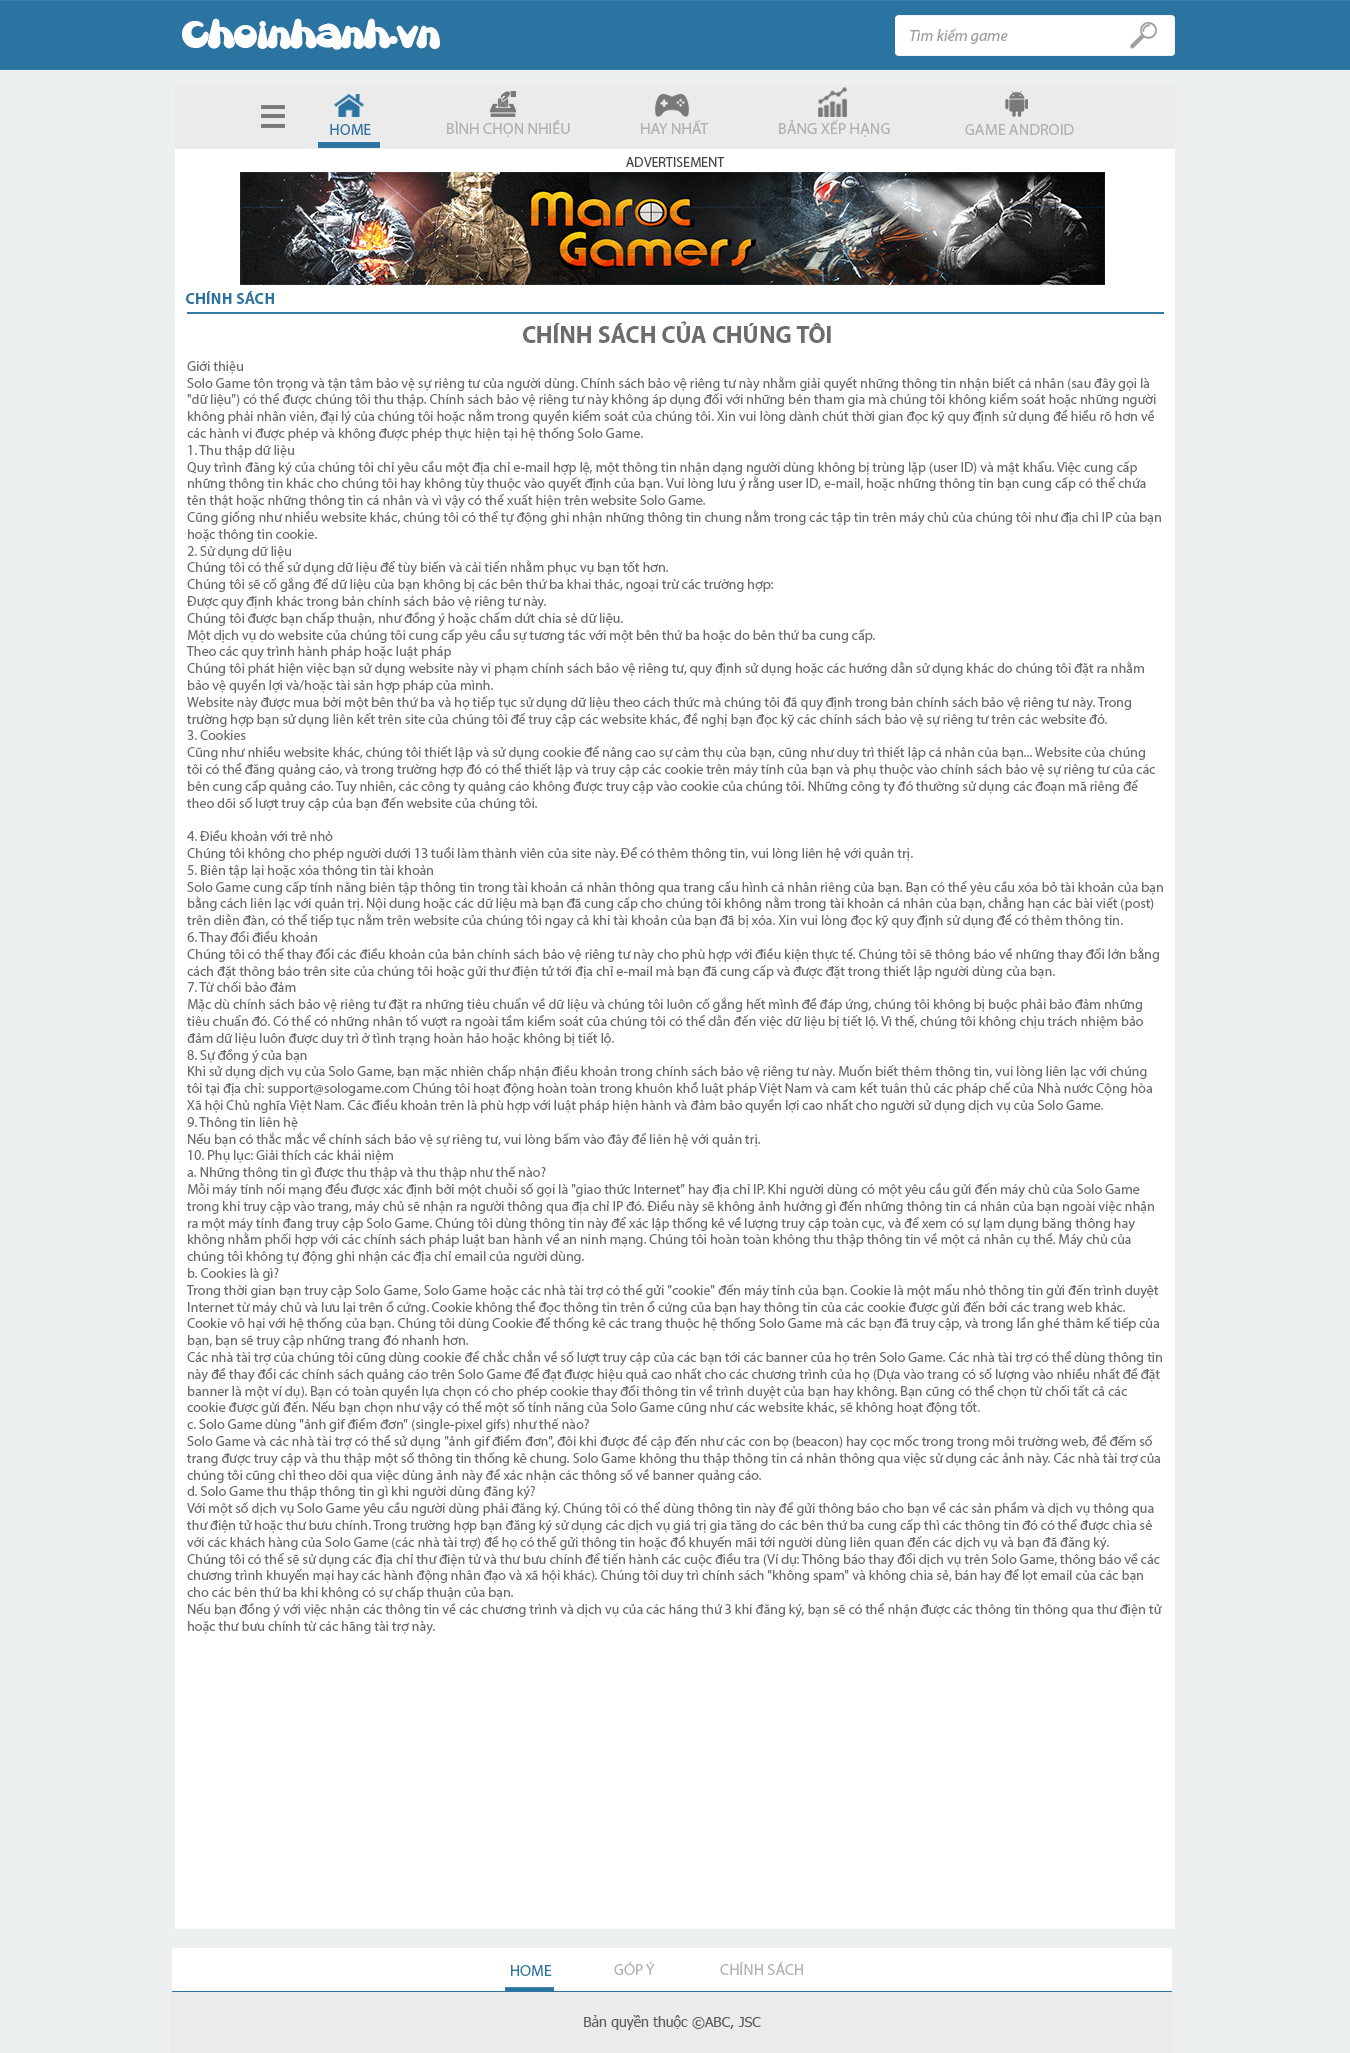 Choinhanh.vn
Tìm kiếm game
HOME
BÌNH CHỌN NHIỀU
HAY NHẤT
BẢNG XẾP HẠNG
GAME ANDROID
ADVERTISEMENT
Maroc
Gamers
CHÍNH SÁCH
CHÍNH SÁCH CỦA CHÚNG TÔI
Giới thiệu
Solo Game tôn trọng và tận tâm bảo vệ sự riêng tư của người dùng. Chính sách bảo vệ riêng tư này nhằm giải quyết những thông tin nhận biết cá nhân (sau đây gọi là
"dữ liệu") có thể được chúng tôi thu thập. Chính sách bảo vệ riêng tư này không áp dụng đối với những bên tham gia mà chúng tôi không kiểm soát hoặc những người
không phải nhân viên, đại lý của chúng tôi hoặc nằm trong quyền kiểm soát của chúng tôi. Xin vui lòng dành chút thời gian đọc kỹ quy định sử dụng để hiểu rõ hơn về
các hành vi được phép và không được phép thực hiện tại hệ thống Solo Game.
1. Thu thập dữ liệu
Quy trình đăng ký của chúng tôi chỉ yêu cầu một địa chỉ e-mail hợp lệ, một thông tin nhận dạng người dùng không bị trùng lặp (user ID) và mật khẩu. Việc cung cấp
những thông tin khác cho chúng tôi hay không tùy thuộc vào quyết định của bạn. Vui lòng lưu ý rằng user ID, e-mail, hoặc những thông tin bạn cung cấp có thể chứa
tên thật hoặc những thông tin cá nhân và vì vậy có thể xuất hiện trên website Solo Game.
Cũng giống như nhiều website khác, chúng tôi có thể tự động ghi nhận những thông tin chung nằm trong các tập tin trên máy chủ của chúng tôi như địa chỉ IP của bạn
hoặc thông tin cookie.
2. Sử dụng dữ liệu
Chúng tôi có thể sử dụng dữ liệu để tùy biến và cải tiến nhằm phục vụ bạn tốt hơn.
Chúng tôi sẽ cố gắng để dữ liệu của bạn không bị các bên thứ ba khai thác, ngoại trừ các trường hợp:
Được quy định khác trong bản chính sách bảo vệ riêng tư này.
Chúng tôi được bạn chấp thuận, như đồng ý hoặc chấm dứt chia sẻ dữ liệu.
Một dịch vụ do website của chúng tôi cung cấp yêu cầu sự tương tác với một bên thứ ba hoặc do bên thứ ba cung cấp.
Theo các quy trình hành pháp hoặc luật pháp
Chúng tôi phát hiện việc bạn sử dụng website này vi phạm chính sách bảo vệ riêng tư, quy định sử dụng hoặc các hướng dẫn sử dụng khác do chúng tôi đặt ra nhằm
bảo vệ quyền lợi và/hoặc tài sản hợp pháp của mình.
Website này được mua bởi một bên thứ ba và họ tiếp tục sử dụng dữ liệu theo cách thức mà chúng tôi đã quy định trong bản chính sách bảo vệ riêng tư này. Trong
trường hợp bạn sử dụng liên kết trên site của chúng tôi để truy cập các website khác, đề nghị bạn đọc kỹ các chính sách bảo vệ sự riêng tư trên các website đó.
3. Cookies
Cũng như nhiều website khác, chúng tôi thiết lập và sử dụng cookie để nâng cao sự cảm thụ của bạn, cũng như duy trì thiết lập cá nhân của bạn... Website của chúng
tôi có thể đăng quảng cáo, và trong trường hợp đó có thể thiết lập và truy cập các cookie trên máy tính của bạn và phụ thuộc vào chính sách bảo vệ sự riêng tư của các
bên cung cấp quảng cáo. Tuy nhiên, các công ty quảng cáo không được truy cập vào cookie của chúng tôi. Những công ty đó thường sử dụng các đoạn mã riêng để
theo dõi số lượt truy cập của bạn đến website của chúng tôi.
4. Điều khoản với trẻ nhỏ
Chúng tôi không cho phép người dưới 13 tuổi làm thành viên của site này. Để có thêm thông tin, vui lòng liên hệ với quản trị.
5. Biên tập lại hoặc xóa thông tin tài khoản
Solo Game cung cấp tính năng biên tập thông tin trong tài khoản cá nhân thông qua trang cấu hình cá nhân riêng của bạn. Bạn có thể yêu cầu xóa bỏ tài khoản của bạn
bằng cách liên lạc với quản trị. Nội dung hoặc các dữ liệu mà bạn đã cung cấp cho chúng tôi không nằm trong tài khoản cá nhân của bạn, chẳng hạn các bài viết (post)
trên diễn đàn, có thể tiếp tục nằm trên website của chúng tôi ngay cả khi tài khoản của bạn đã bị xóa. Xin vui lòng đọc kỹ quy định sử dụng để có thêm thông tin.
6. Thay đổi điều khoản
Chúng tôi có thể thay đổi các điều khoản của bản chính sách bảo vệ riêng tư này cho phù hợp với điều kiện thực tế. Chúng tôi sẽ thông báo về những thay đổi lớn bằng
cách đặt thông báo trên site của chúng tôi hoặc gửi thư điện tử tới địa chỉ e-mail mà bạn đã cung cấp và được đặt trong thiết lập người dùng của bạn.
7. Từ chối bảo đảm
Mặc dù chính sách bảo vệ riêng tư đặt ra những tiêu chuẩn về dữ liệu và chúng tôi luôn cố gắng hết mình để đáp ứng, chúng tôi không bị buộc phải bảo đảm những
tiêu chuẩn đó. Có thể có những nhân tố vượt ra ngoài tầm kiểm soát của chúng tôi có thể dẫn đến việc dữ liệu bị tiết lộ. Vì thế, chúng tôi không chịu trách nhiệm bảo
đảm dữ liệu luôn được duy trì ở tình trạng hoàn hảo hoặc không bị tiết lộ.
8. Sự đồng ý của bạn
Khi sử dụng dịch vụ của Solo Game, bạn mặc nhiên chấp nhận điều khoản trong chính sách bảo vệ riêng tư này. Muốn biết thêm thông tin, vui lòng liên lạc với chúng
tôi tại địa chỉ: support@sologame.com Chúng tôi hoạt động hoàn toàn trong khuôn khổ luật pháp Việt Nam và cam kết tuân thủ các pháp chế của Nhà nước Cộng hòa
Xã hội Chủ nghĩa Việt Nam. Các điều khoản trên là phù hợp với luật pháp hiện hành và đảm bảo quyền lợi cao nhất cho người sử dụng dịch vụ của Solo Game.
9. Thông tin liên hệ
Nếu bạn có thắc mắc về chính sách bảo vệ sự riêng tư, vui lòng bấm vào đây để liên hệ với quản trị.
10. Phụ lục: Giải thích các khái niệm
a. Những thông tin gì được thu thập và thu thập như thế nào?
Mỗi máy tính nối mạng đều được xác định bởi một chuỗi số gọi là "giao thức Internet" hay địa chỉ IP. Khi người dùng có một yêu cầu gửi đến máy chủ của Solo Game
trong khi truy cập vào trang, máy chủ sẽ nhận ra người thông qua địa chỉ IP đó. Điều này sẽ không ảnh hưởng gì đến những thông tin cá nhân của bạn ngoài việc nhận
ra một máy tính đang truy cập Solo Game. Chúng tôi dùng thông tin này để xác lập thống kê về lượng truy cập toàn cục, và để xem có sự lạm dụng băng thông hay
không nhằm phối hợp với các chính sách pháp luật ban hành về an ninh mạng. Chúng tôi hoàn toàn không thu thập thông tin về một cá nhân cụ thể. Máy chủ của
chúng tôi không tự động ghi nhận các địa chỉ email của người dùng.
b. Cookies là gì?
Trong thời gian bạn truy cập Solo Game, Solo Game hoặc các nhà tài trợ có thể gửi "cookie" đến máy tính của bạn. Cookie là một mẩu nhỏ thông tin gửi đến trình duyệt
Internet từ máy chủ và lưu lại trên ổ cứng. Cookie không thể đọc thông tin trên ổ cứng của bạn hay thông tin của các cookie được gửi đến bởi các trang web khác.
Cookie vô hại với hệ thống của bạn. Chúng tôi dùng Cookie để thống kê các trang thuộc hệ thống Solo Game mà các bạn đã truy cập, và trong lần ghé thăm kế tiếp của
bạn, bạn sẽ truy cập những trang đó nhanh hơn.
Các nhà tài trợ của chúng tôi cũng dùng cookie để chắc chắn về số lượt truy cập của các bạn tới các banner của họ trên Solo Game. Các nhà tài trợ có thể dùng thông tin
này để thay đổi các chính sách quảng cáo trên Solo Game để đạt được hiệu quả cao nhất cho các chương trình của họ (Dựa vào trang có số lượng vào nhiều nhất để đặt
banner là một ví dụ). Bạn có toàn quyền lựa chọn có cho phép cookie thay đổi thông tin về trình duyệt của bạn hay không. Bạn cũng có thể chọn từ chối tất cả các
cookie được gửi đến. Nếu bạn chọn như vậy có thể một số tính năng của Solo Game cũng như các website khác, sẽ không hoạt động tốt.
c. Solo Game dùng "ảnh gif điểm đơn" (single-pixel gifs) như thế nào?
Solo Game và các nhà tài trợ có thể sử dụng "ảnh gif điểm đơn", đôi khi được đề cập đến như các con bọ (beacon) hay cọc mốc trong trong môi trường web, để đếm số
trang được truy cập và thu thập một số thông tin thống kê chung. Solo Game không thu thập thông tin cá nhân thông qua việc sử dụng các ảnh này. Các nhà tài trợ của
chúng tôi cũng chỉ theo dõi qua việc dùng ảnh này để xác nhận các thông số về banner quảng cáo.
d. Solo Game thu thập thông tin gì khi người dùng đăng ký?
Với một số dịch vụ Solo Game yêu cầu người dùng phải đăng ký. Chúng tôi có thể dùng thông tin này để gửi thông báo cho bạn về các sản phẩm và dịch vụ thông qua
thư điện tử hoặc thư bưu chính. Trong trường hợp bạn đăng ký sử dụng các dịch vụ giá trị gia tăng do các bên thứ ba cung cấp thì các thông tin đó có thể được chia sẻ
với các khách hàng của Solo Game (các nhà tài trợ) để họ có thể gửi thông tin hoặc đồ khuyến mãi tới người dùng liên quan đến các dịch vụ và bạn đã đăng ký.
Chúng tôi có thể sẽ sử dụng các địa chỉ thư điện tử và thư bưu chính để tiến hành các cuộc điều tra (Ví dụ: Thông báo thay đổi dịch vụ trên Solo Game, thông báo về các
chương trình khuyến mại hay các hành động nhân đạo và xã hội khác). Chúng tôi duy trì chính sách "không spam" và không chia sẻ, bán hay để lọt email của các bạn
cho các bên thứ ba khi không có sự chấp thuận của bạn.
Nếu bạn đồng ý với việc nhận các thông tin về các chương trình và dịch vụ của các hãng thứ 3 khi đăng ký, bạn sẽ có thể nhận được các thông tin thông qua thư điện tử
hoặc thư bưu chính từ các hãng tài trợ này.
HOME
GÓP Ý
CHÍNH SÁCH
Bản quyền thuộc ©ABC, JSC